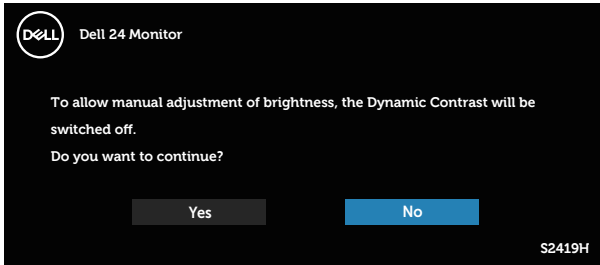 DELL
Dell 24 Monitor
To allow manual adjustment of brightness, the Dynamic Contrast will be
switched off.
Do you want to continue?
Yes No
S2419H